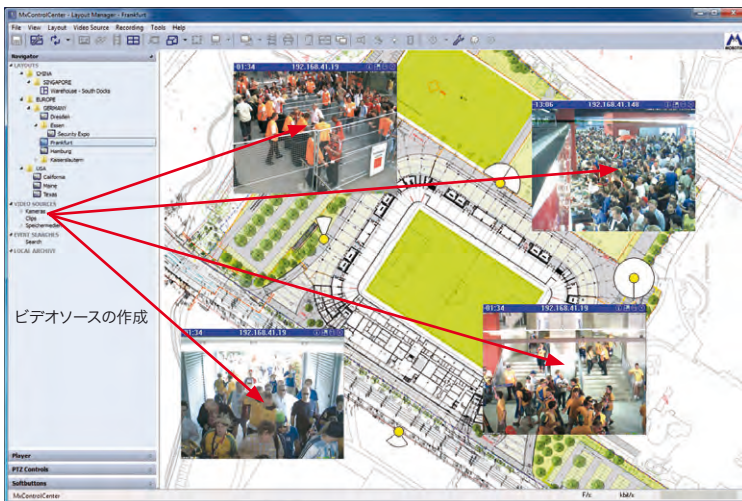 MxControlCenter - Layout Manager - Frankfurt
File View Layout Video Source Recording Tools Help
MOBOTIX
Navigator
LAYOUTS
CHINA
SINGAPORE
Warehouse - South Docks
EUROPE
GERMANY
Dresden
Essen
Security Expo
Frankfurt
Hamburg
Kaiserslautern
USA
California
Maine
Texas
VIDEO SOURCES
Kameras
Clips
Speichermedien
EVENT SEARCHES
Search
LOCAL ARCHIVE
ビデオソースの作成
-01:34 192.168.41.19
-13:06 192.168.41.148
-01:34 192.168.41.19
-01:34 192.168.41.19
Player
PTZ Controls
Softbuttons
MxControlCenter
F/s kbit/s